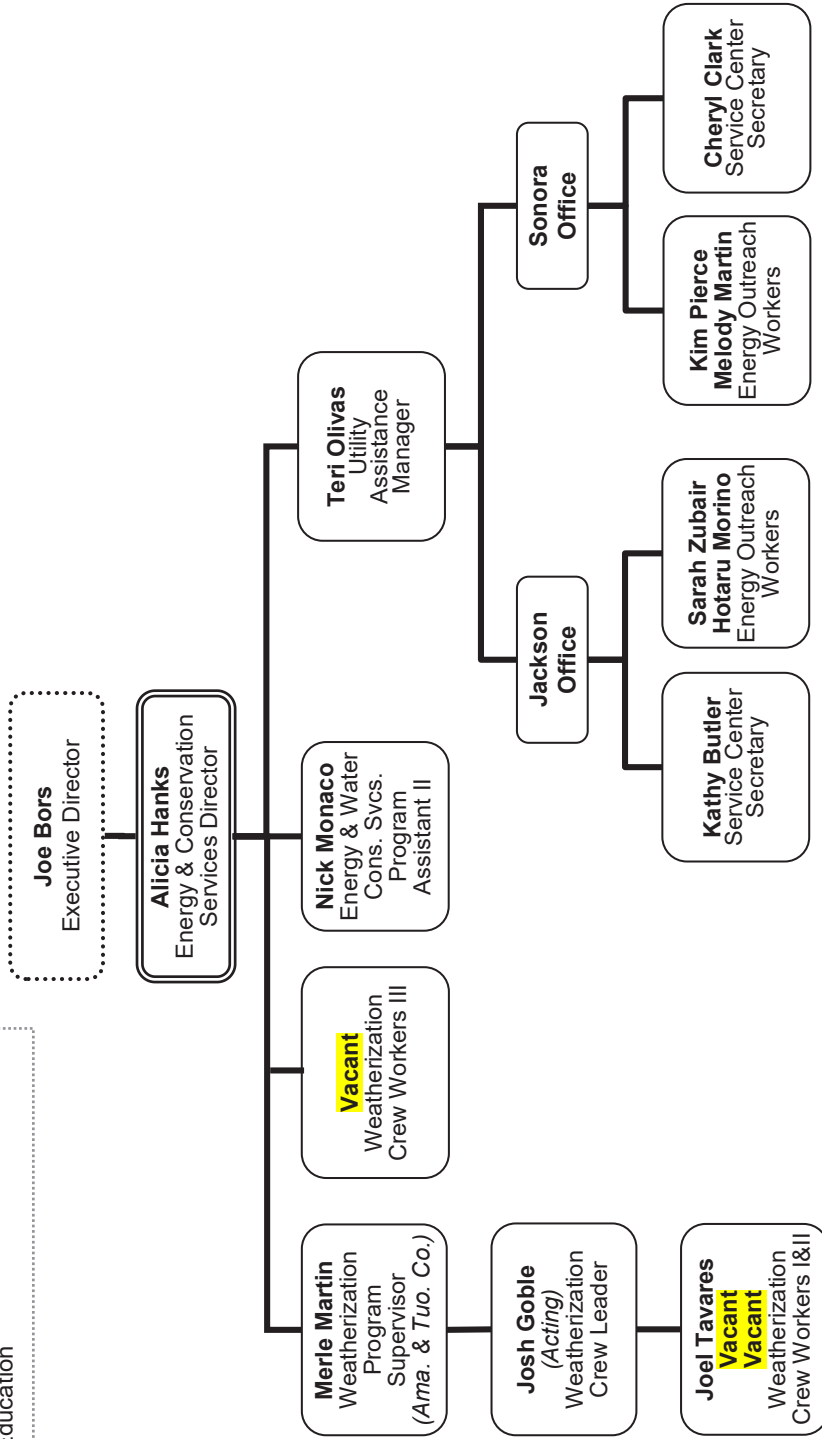 Education
Joe Bors
Executive Director
Alicia Hanks
Energy & Conservation
Services Director
Merle Martin
Weatherization
Program
Supervisor
(Ama. & Tuo. Co.)
Vacant
Weatherization
Crew Workers III
Nick Monaco
Energy & Water
Cons. Svcs.
Program
Assistant II
Teri Olivas
Utility
Assistance
Manager
Josh Goble
(Acting)
Weatherization
Crew Leader
Joel Tavares
Vacant
Vacant
Weatherization
Crew Workers I&II
Jackson
Office
Sonora
Office
Kathy Butler
Service Center
Secretary
Sarah Zubair
Hotaru Morino
Energy Outreach
Workers
Kim Pierce
Melody Martin
Energy Outreach
Workers
Cheryl Clark
Service Center
Secretary